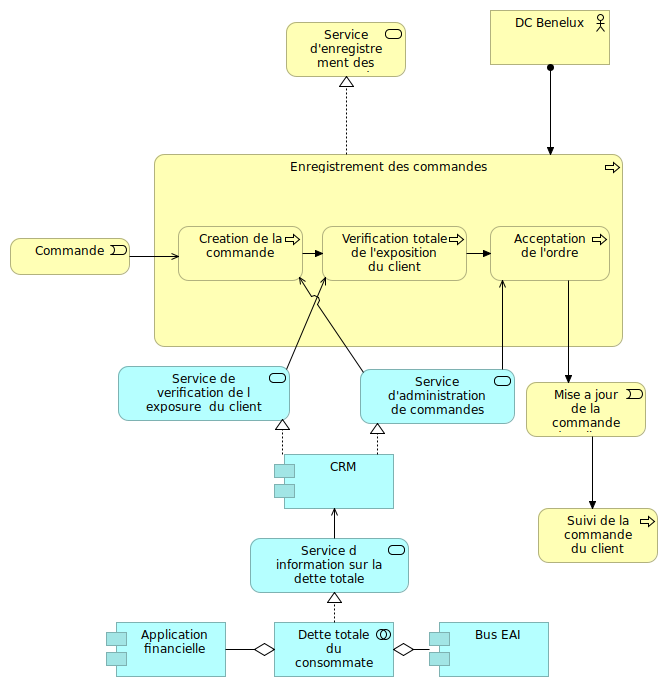 Service
d'enregistre
ment des
DC Benelux
Enregistrement des commandes
Commande
Creation de la
commande
Verification totale
de l'exposition
du client
Acceptation
de l'ordre
Service de
verification de l
exposure  du client
Service
d'administration
de commandes
Mise a jour
de la
commande
CRM
Suivi de la
commande
du client
Service d
information sur la
dette totale
Application
financielle
Dette totale
du
consommate
Bus EAI